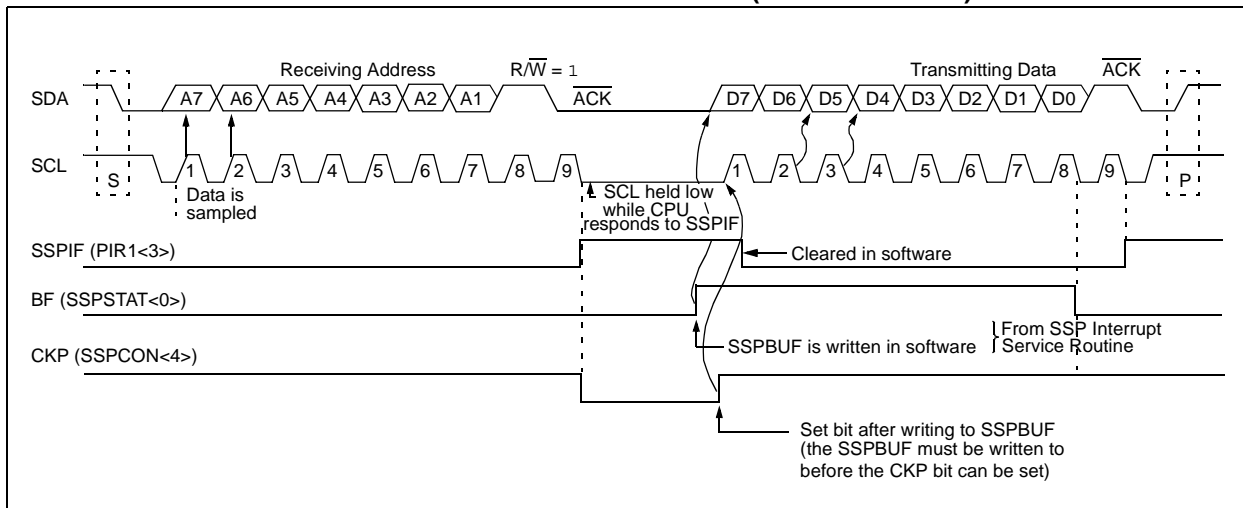 Receiving Address R/W̅ = 1
Transmitting Data A̅C̅K̅
SDA A7 A6 A5 A4 A3 A2 A1 A̅C̅K̅ D7 D6 D5 D4 D3 D2 D1 D0
SCL S 1 2 3 4 5 6 7 8 9 1 2 3 4 5 6 7 8 9 P
Data is
sampled
SCL held low
while CPU
responds to SSPIF
SSPIF (PIR1<3>)
Cleared in software
BF (SSPSTAT<0>)
SSPBUF is written in software
From SSP Interrupt
Service Routine
CKP (SSPCON<4>)
Set bit after writing to SSPBUF
(the SSPBUF must be written to
before the CKP bit can be set)